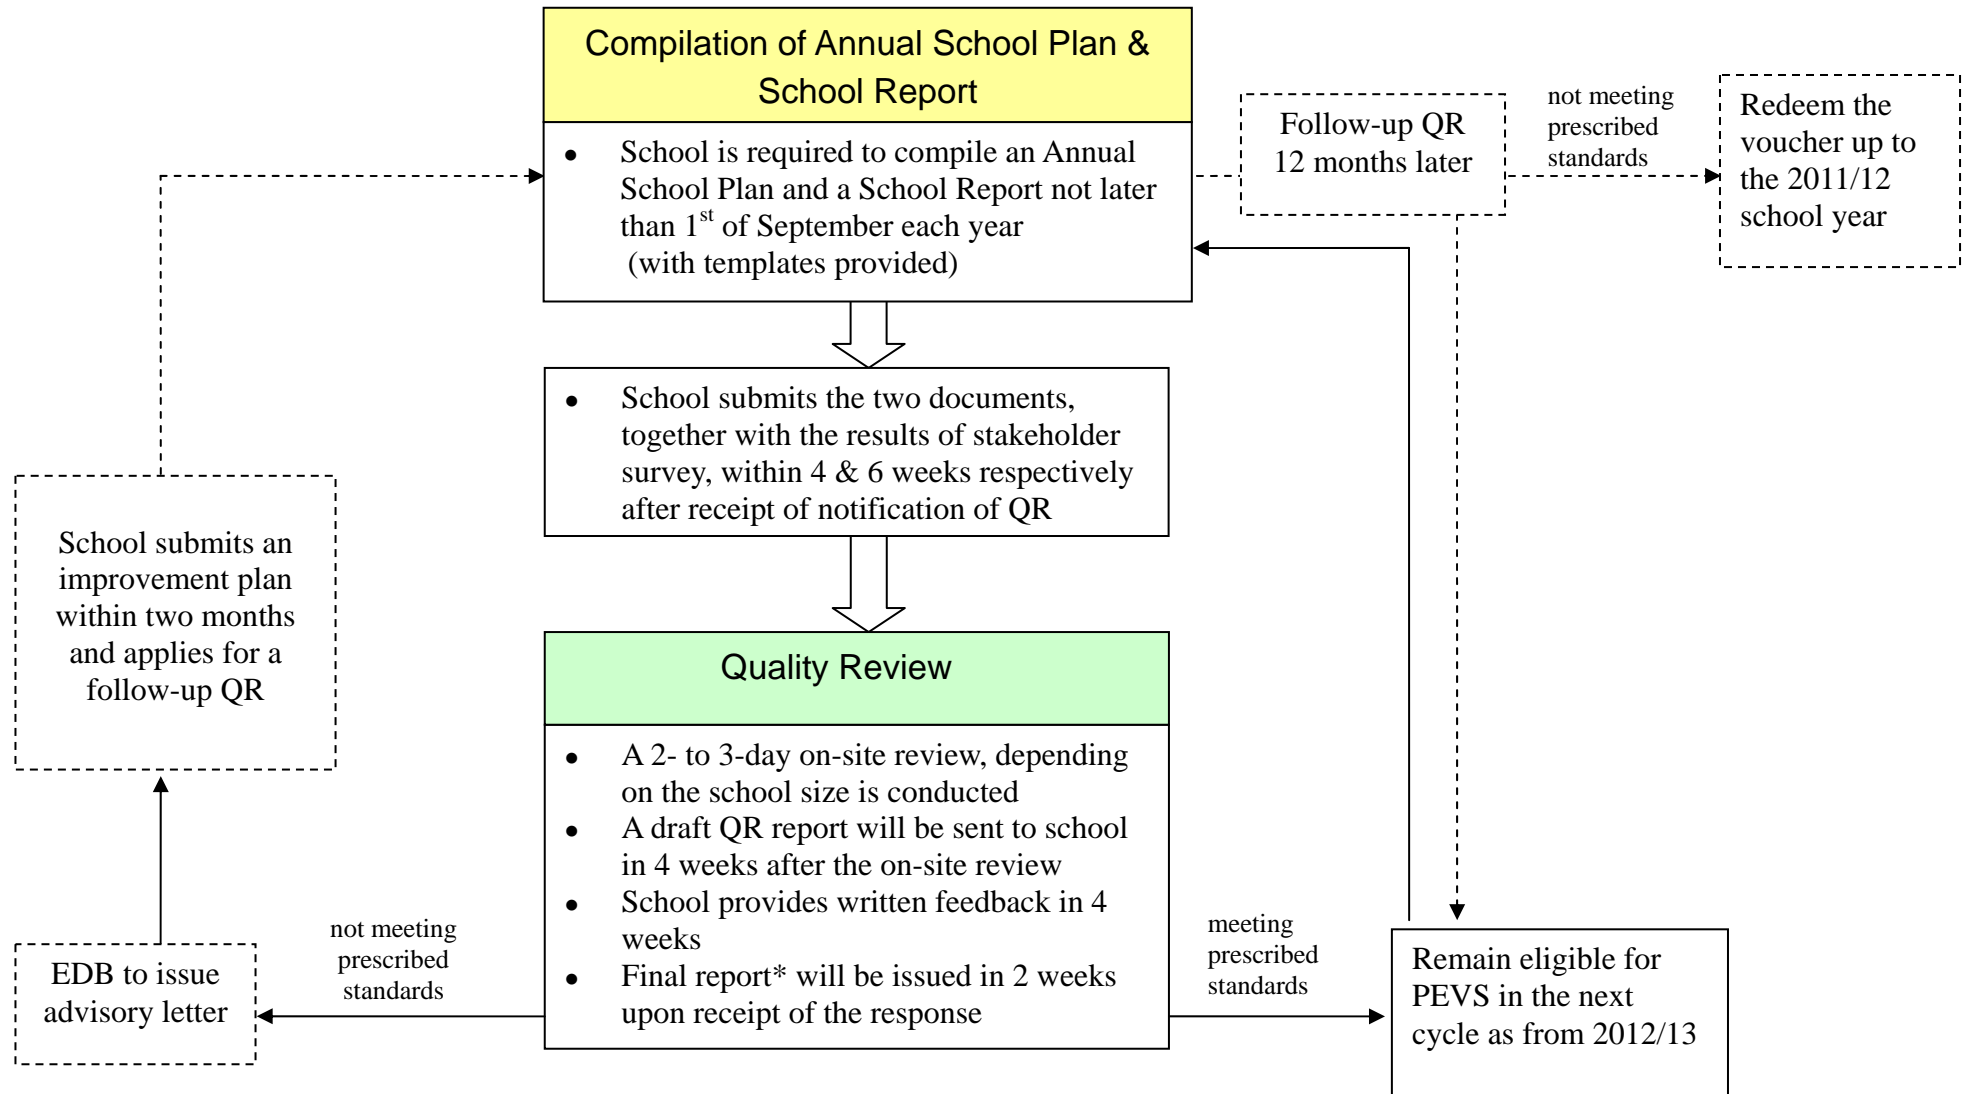 Compilation of Annual School Plan &
School Report
● School is required to compile an Annual
School Plan and a School Report not later
than 1st of September each year
(with templates provided)
Follow-up QR
12 months later
not meeting
prescribed
standards
Redeem the
voucher up to
the 2011/12
school year
● School submits the two documents,
together with the results of stakeholder
survey, within 4 & 6 weeks respectively
after receipt of notification of QR
School submits an
improvement plan
within two months
and applies for a
follow-up QR
Quality Review
● A 2- to 3-day on-site review, depending
on the school size is conducted
● A draft QR report will be sent to school
in 4 weeks after the on-site review
● School provides written feedback in 4
weeks
● Final report* will be issued in 2 weeks
upon receipt of the response
not meeting
prescribed
standards
EDB to issue
advisory letter
meeting
prescribed
standards
Remain eligible for
PEVS in the next
cycle as from 2012/13